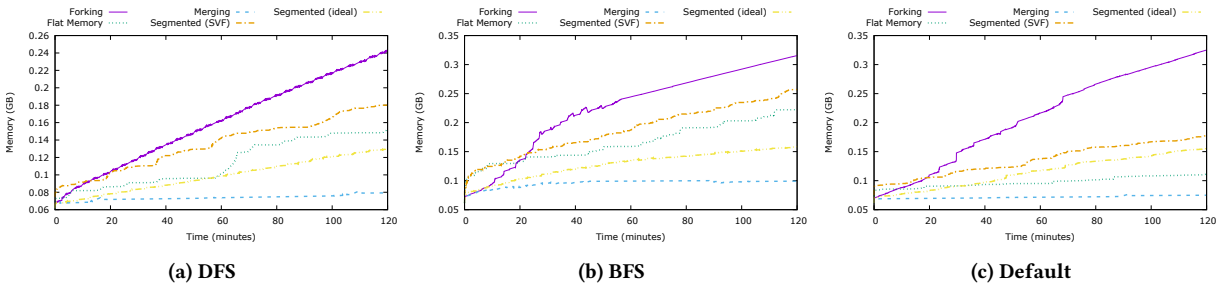 Forking Merging Segmented (ideal)
Flat Memory Segmented (SVF)
0.26
0.24
0.22
0.2
0.18
0.16
0.14
0.12
0.1
0.08
0.06
Memory (GB)
0 20 40 60 80 100 120
Time (minutes)
(a) DFS
Forking Merging Segmented (ideal)
Flat Memory Segmented (SVF)
0.35
0.3
0.25
0.2
0.15
0.1
0.05
Memory (GB)
0 20 40 60 80 100 120
Time (minutes)
(b) BFS
Forking Merging Segmented (ideal)
Flat Memory Segmented (SVF)
0.35
0.3
0.25
0.2
0.15
0.1
0.05
Memory (GB)
0 20 40 60 80 100 120
Time (minutes)
(c) Default